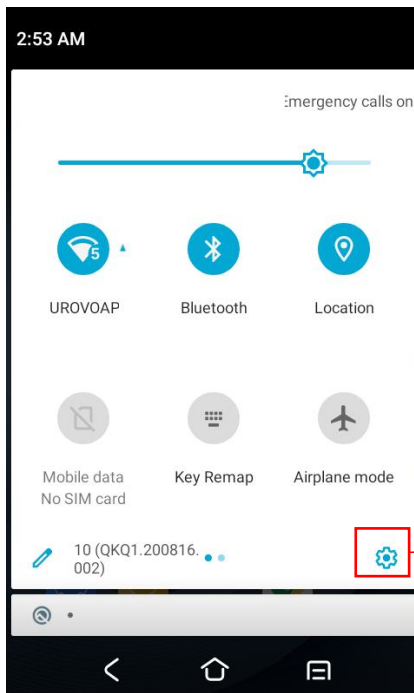 2:53 AM
Emergency calls on
5
UROVOAP Bluetooth Location
Mobile data Key Remap Airplane mode
No SIM card
10 (QKQ1.200816.
002)